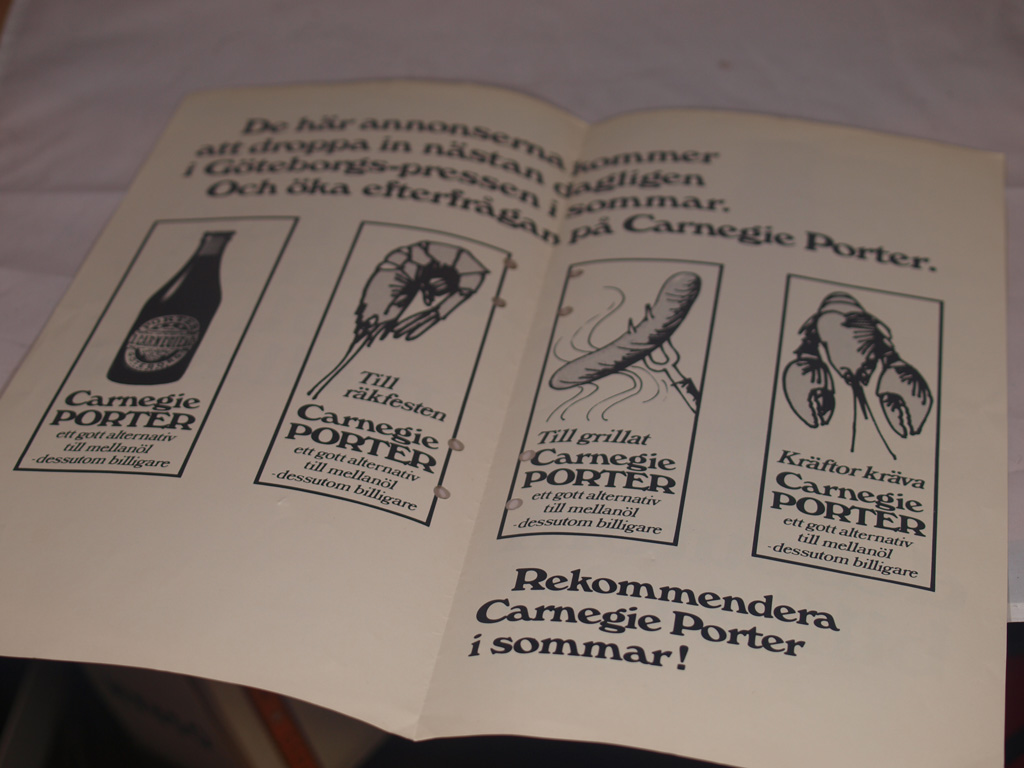 De här annonserna kommer
att droppa in nästan dagligen
i Göteborgs-pressen i sommar.
Och öka efterfrågan på Carnegie Porter.
CARNEGIE
Carnegie
PORTER
ett gott alternativ
till mellanöl
-dessutom billigare
Till
räkfesten
Carnegie
PORTER
ett gott alternativ
till mellanöl
-dessutom billigare
Till grillat
Carnegie
PORTER
ett gott alternativ
till mellanöl
-dessutom billigare
Kräftor kräva
Carnegie
PORTER
ett gott alternativ
till mellanöl
-dessutom billigare
Rekommendera
Carnegie Porter
i sommar!